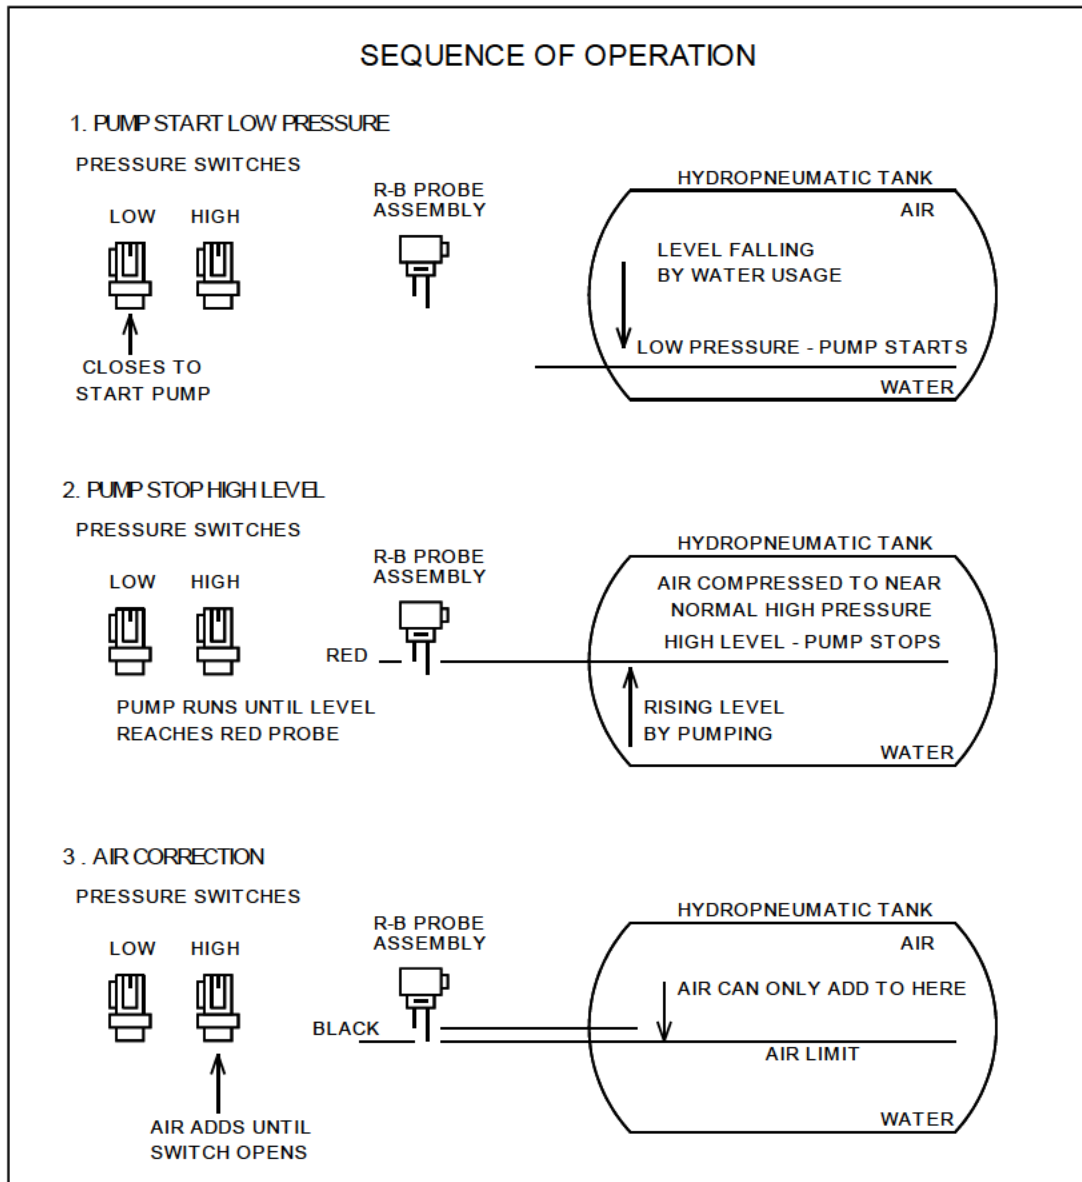 SEQUENCE OF OPERATION
1. PUMP START LOW PRESSURE
PRESSURE SWITCHES
LOW
HIGH
R-B PROBE
ASSEMBLY
CLOSES TO
START PUMP
HYDROPNEUMATIC TANK
AIR
LEVEL FALLING
BY WATER USAGE
LOW PRESSURE - PUMP STARTS
WATER
2. PUMP STOP HIGH LEVEL
PRESSURE SWITCHES
LOW
HIGH
R-B PROBE
ASSEMBLY
RED
PUMP RUNS UNTIL LEVEL
REACHES RED PROBE
HYDROPNEUMATIC TANK
AIR COMPRESSED TO NEAR
NORMAL HIGH PRESSURE
HIGH LEVEL - PUMP STOPS
RISING LEVEL
BY PUMPING
WATER
3 . AIR CORRECTION
PRESSURE SWITCHES
LOW
HIGH
R-B PROBE
ASSEMBLY
BLACK
AIR ADDS UNTIL
SWITCH OPENS
HYDROPNEUMATIC TANK
AIR
AIR CAN ONLY ADD TO HERE
AIR LIMIT
WATER